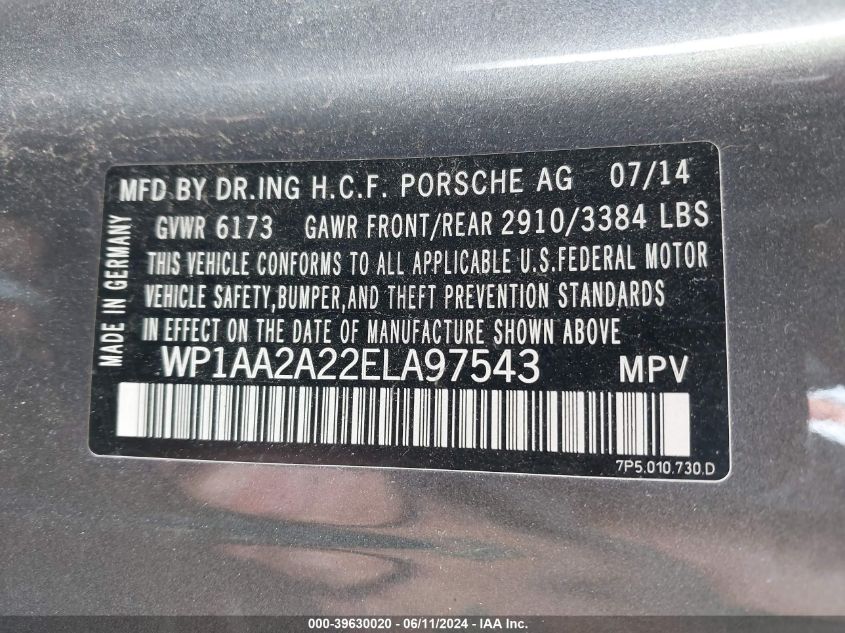 MFD BY DR.ING H.C.F. PORSCHE AG 07/14
GVWR 6173 GAWR FRONT/REAR 2910/3384 LBS
THIS VEHICLE CONFORMS TO ALL APPLICABLE U.S.FEDERAL MOTOR
VEHICLE SAFETY,BUMPER,AND THEFT PREVENTION STANDARDS
IN EFFECT ON THE DATE OF MANUFACTURE SHOWN ABOVE.
WP1AA2A22ELA97543 MPV
7P5.010.730.D
MADE IN GERMANY
000-39630020 - 06/11/2024 - IAA Inc.